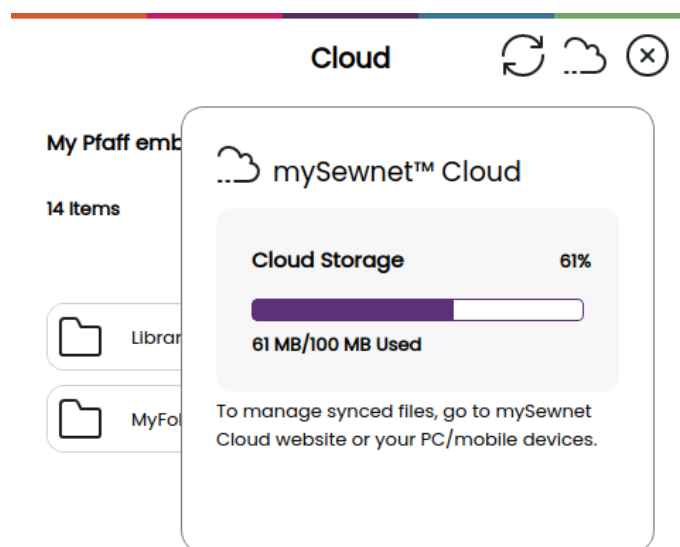 Cloud
My Pfaff emb
mySewnet™ Cloud
14 Items
Cloud Storage
61%
61 MB/100 MB Used
Librar
MyFol
To manage synced files, go to mySewnet
Cloud website or your PC/mobile devices.